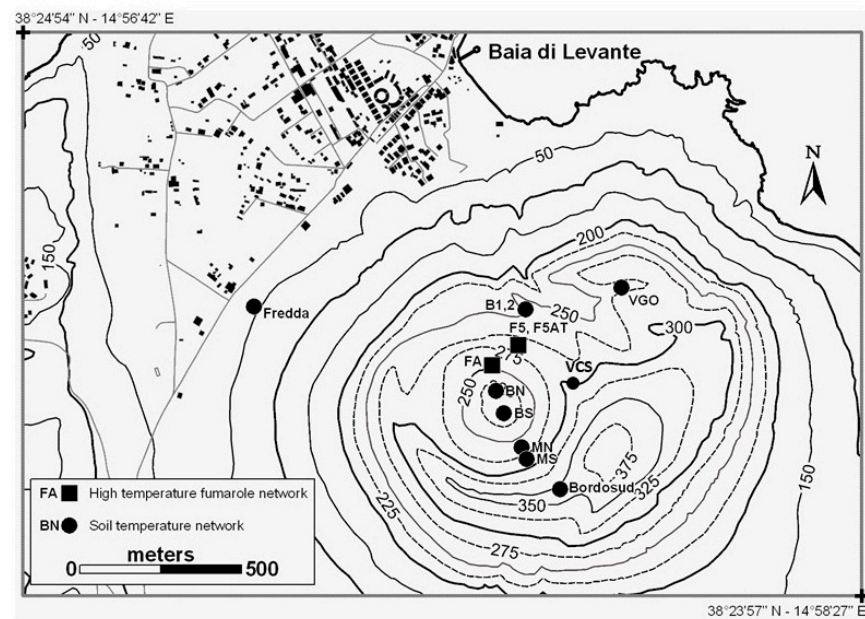 38°24'54" N - 14°56'42" E
50
Baia di Levante
50
N
150
200
VGO
B1,2
250
Fredda
F5, F5AT
300
275
FA
VCS
250
BN
BS
MN
MS
375
Bordosud
325
350
225
150
275
FA High temperature fumarole network
BN Soil temperature network
meters
0 500
38°23'57" N - 14°58'27" E